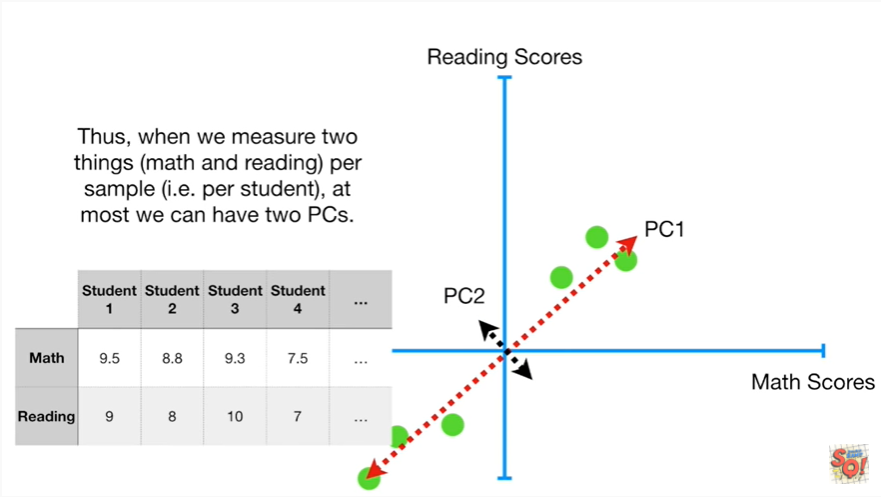 Reading Scores
Thus, when we measure two
things (math and reading) per
sample (i.e. per student), at
most we can have two PCs.
PC1
PC2
Student 1 Student 2 Student 3 Student 4 ...
Math 9.5 8.8 9.3 7.5 ...
Reading 9 8 10 7 ...
Math Scores
SQ!